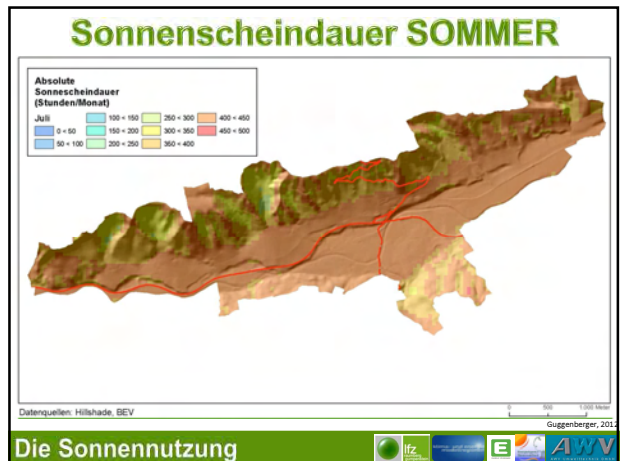 Sonnenscheindauer SOMMER
Absolute
Sonnescheindauer
(Stunden/Monat)
Juli
0 < 50
50 < 100
100 < 150
150 < 200
200 < 250
250 < 300
300 < 350
350 < 400
400 < 450
450 < 500
Datenquellen: Hillshade, BEV
0 500 1.000 Meter
Guggenberger, 2012
Die Sonnennutzung
lfz
E
AWV